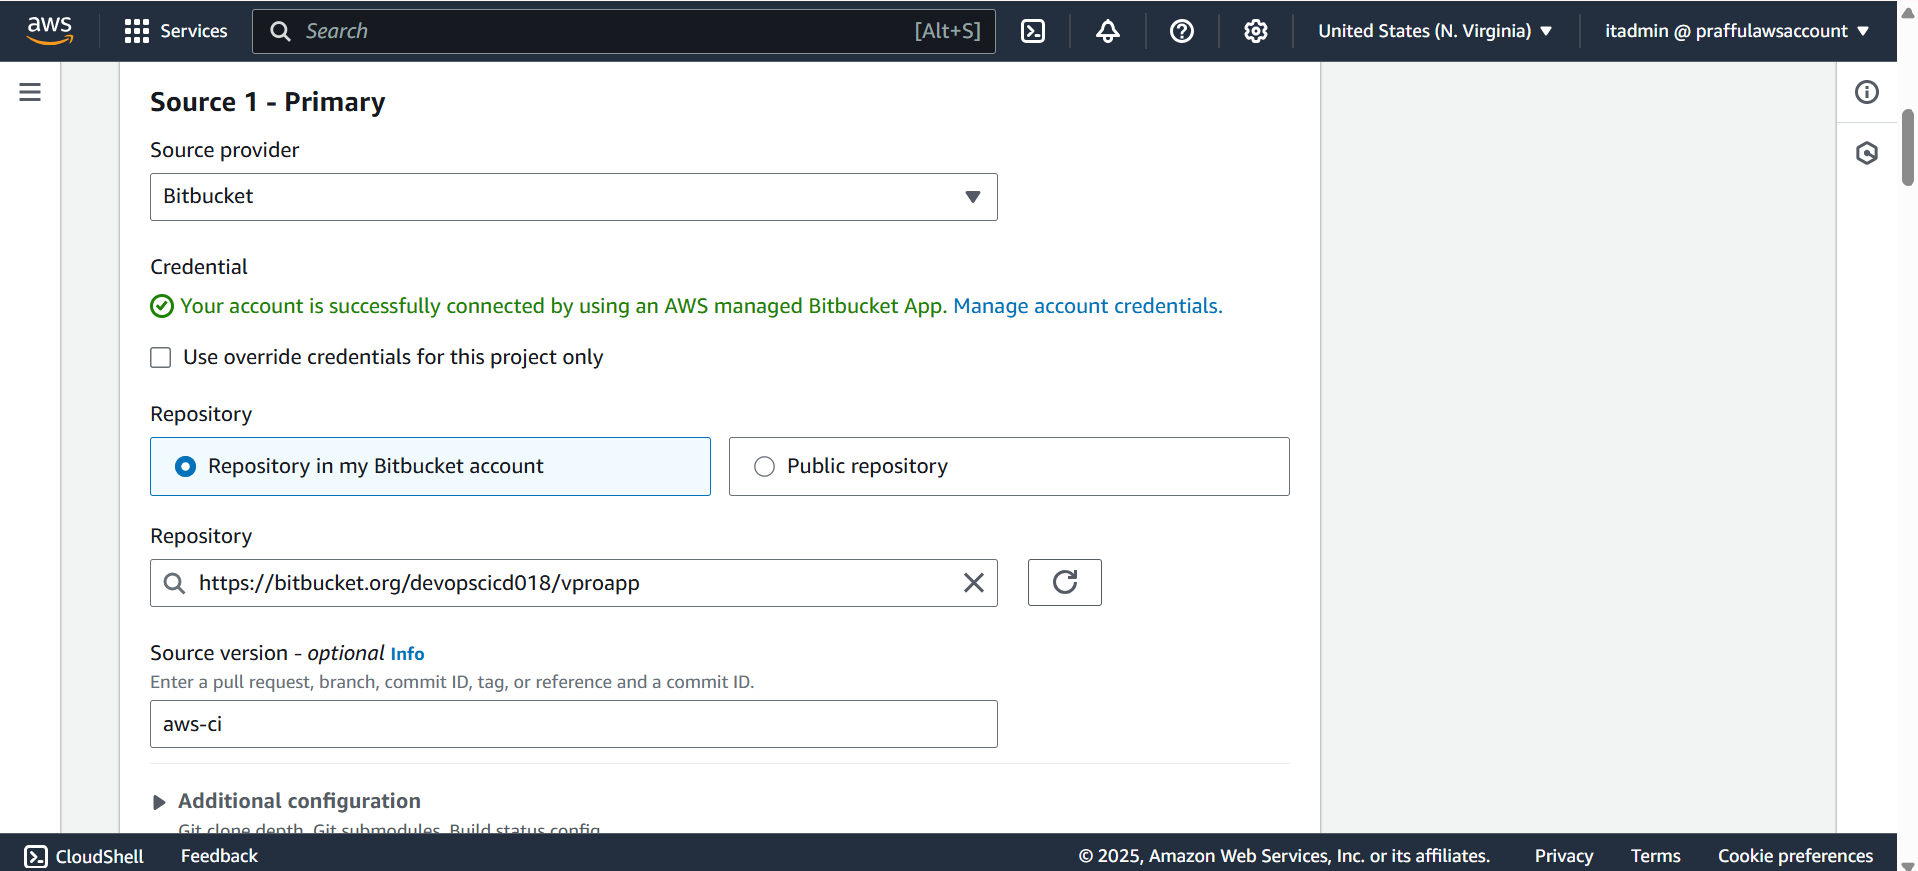 aws Services Search [Alt+S] United States (N. Virginia) itadmin @ praffulawsaccount
Source 1 - Primary
Source provider
Bitbucket
Credential
Your account is successfully connected by using an AWS managed Bitbucket App. Manage account credentials.
Use override credentials for this project only
Repository
Repository in my Bitbucket account
Public repository
Repository
https://bitbucket.org/devopscicd018/vproapp
Source version - optional Info
Enter a pull request, branch, commit ID, tag, or reference and a commit ID.
aws-ci
Additional configuration
Git clone depth, Git submodules, Build status config
CloudShell Feedback © 2025, Amazon Web Services, Inc. or its affiliates. Privacy Terms Cookie preferences